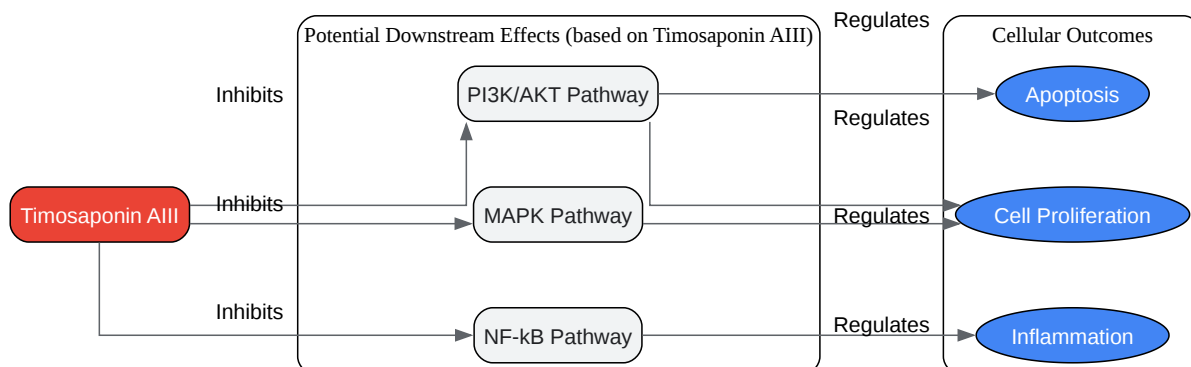 Regulates
Potential Downstream Effects (based on Timosaponin AIII)
Cellular Outcomes
Inhibits
PI3K/AKT Pathway
Apoptosis
Regulates
Timosaponin AIII
Inhibits
MAPK Pathway
Regulates
Cell Proliferation
Inhibits
NF-kB Pathway
Regulates
Inflammation